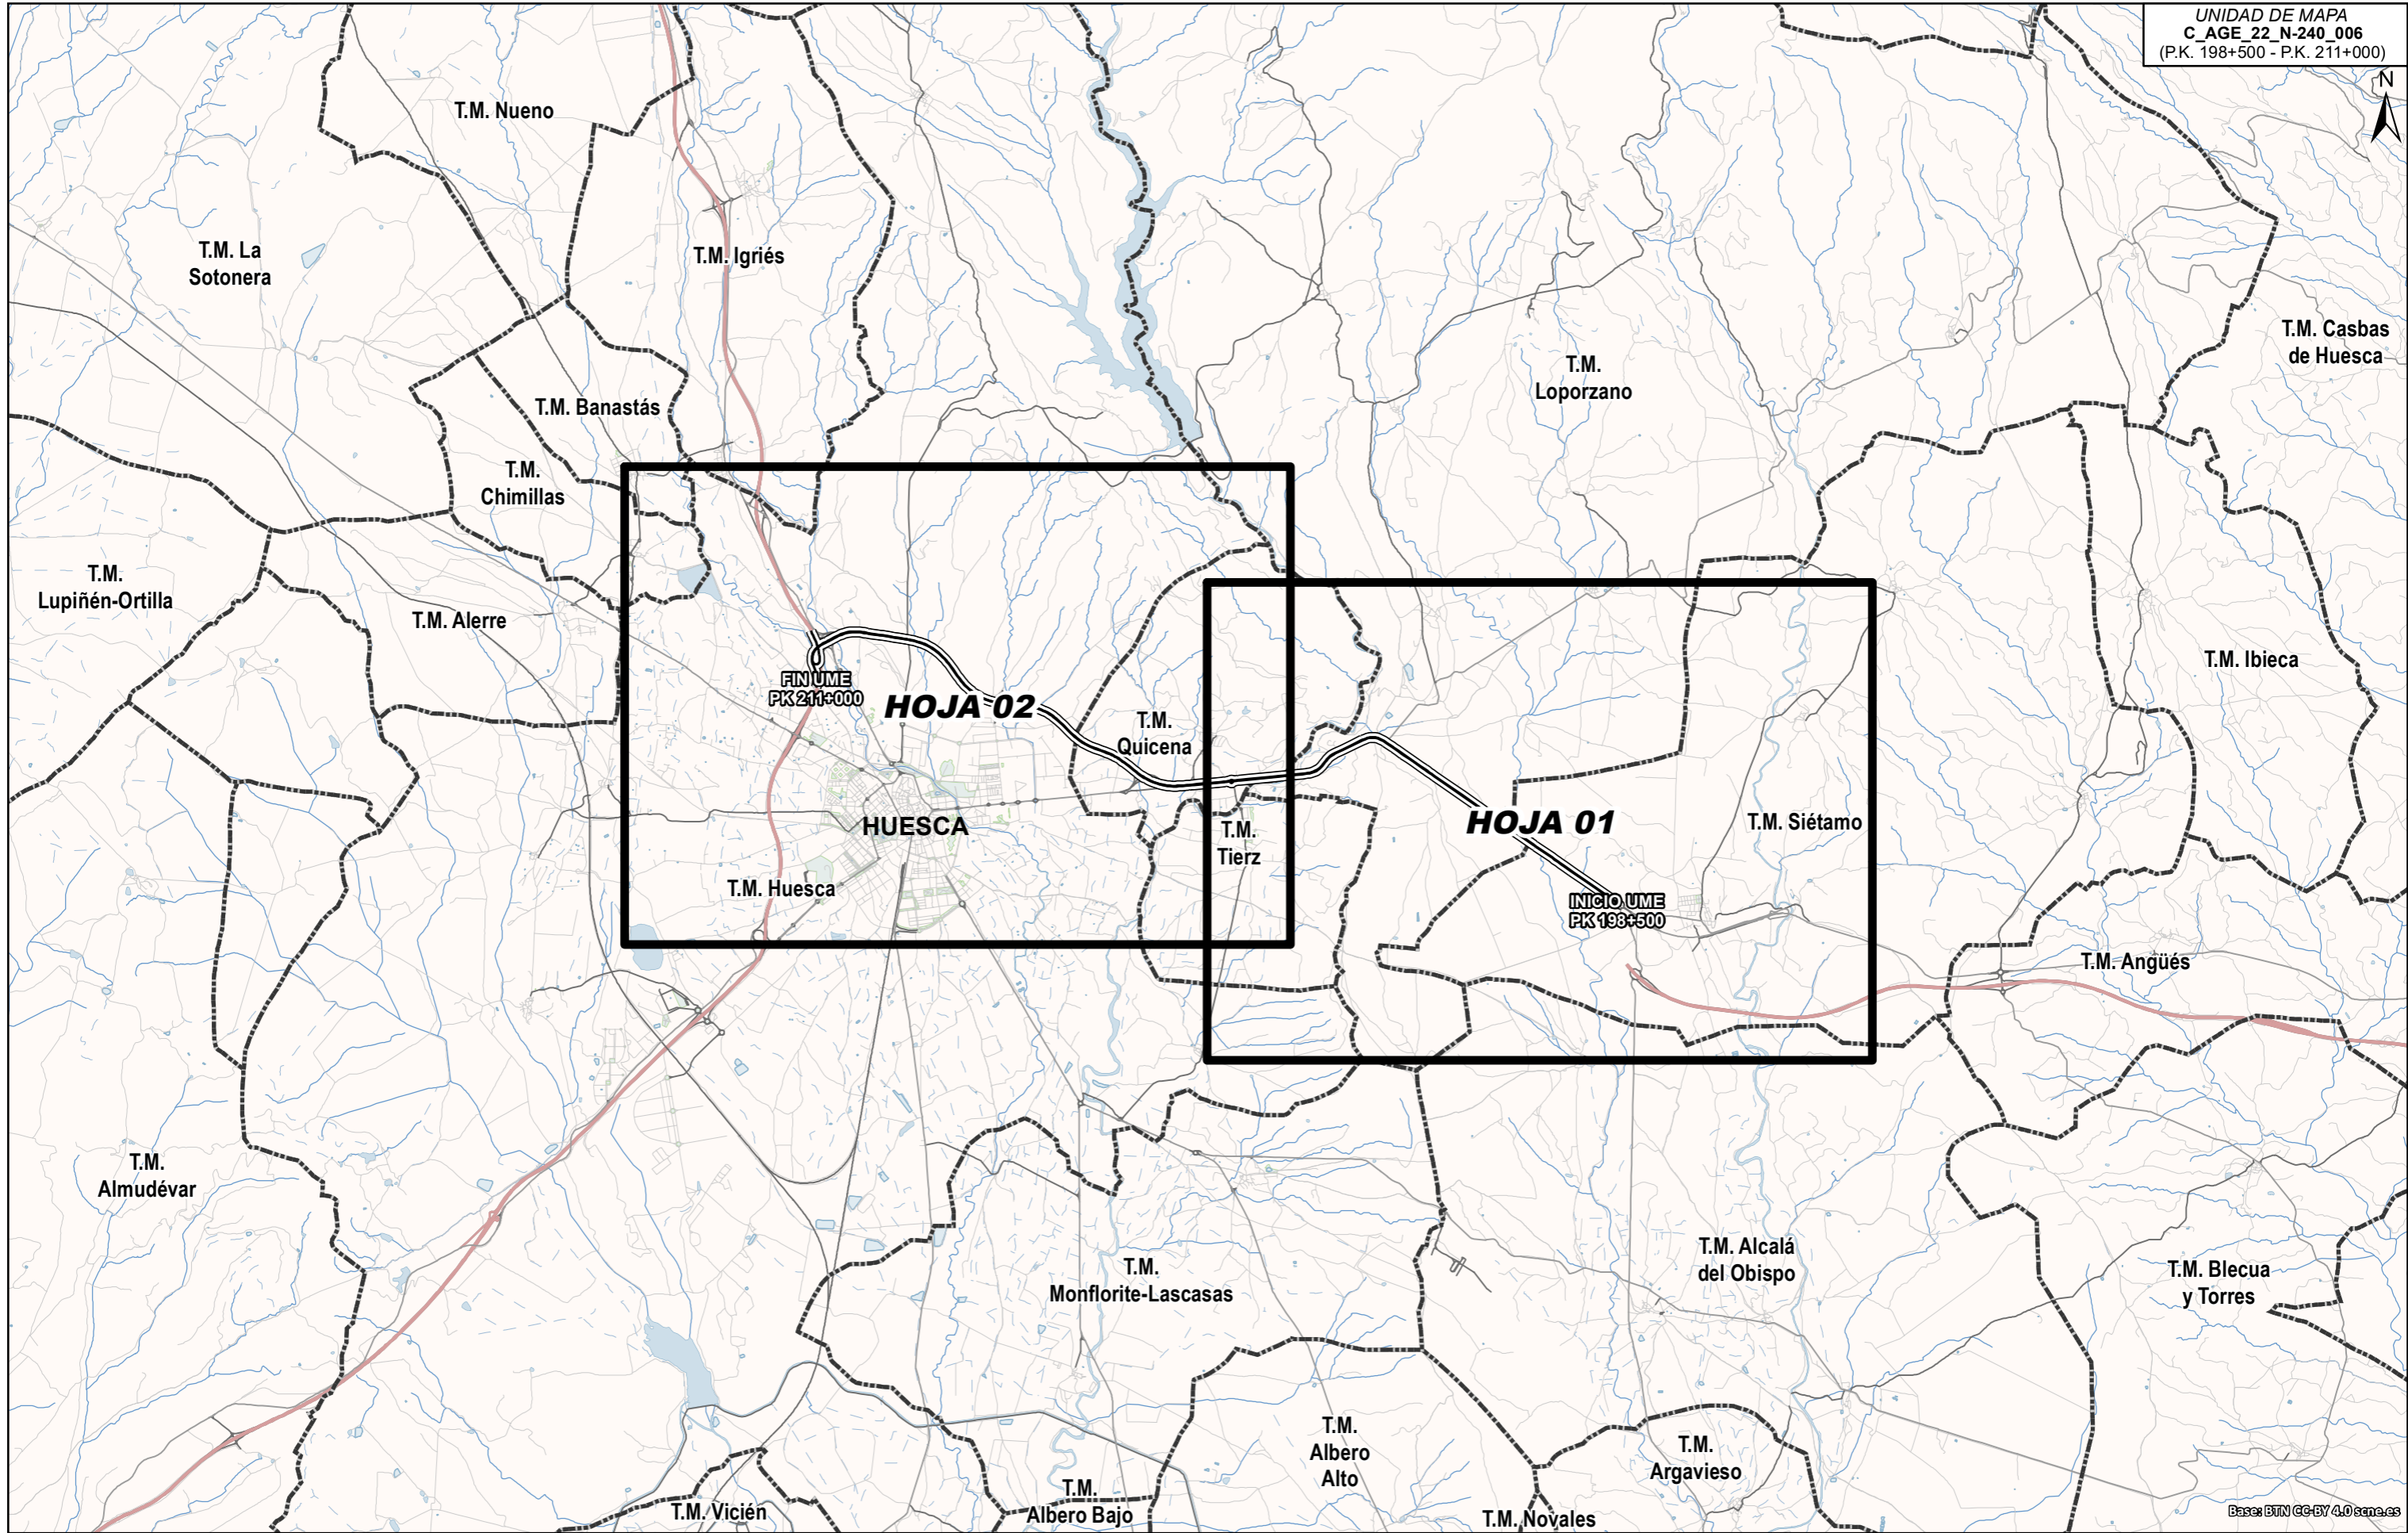 UNIDAD DE MAPA
C_AGE_22_N-240_006
(P.K. 198+500 - P.K. 211+000)
N
T.M. Nueno
T.M. La
Sotonera
T.M. Igriés
T.M. Casbas
de Huesca
T.M.
Loporzano
T.M. Banastás
T.M.
Chimillas
T.M.
Lupiñén-Ortilla
T.M. Alerre
T.M. Ibieca
FIN UME
PK 211+000
HOJA 02
T.M.
Quicena
HOJA 01
T.M. Siétamo
HUESCA
T.M.
Tierz
T.M. Huesca
INICIO UME
PK 198+500
T.M. Angüés
T.M.
Almudévar
T.M. Alcalá
del Obispo
T.M.
Monflorite-Lascasas
T.M. Blecua
y Torres
T.M.
Albero
Alto
T.M.
Argavieso
T.M.
Albero Bajo
T.M. Vicién
T.M. Novales
Base: BTN CC-BY 4.0 scne.es